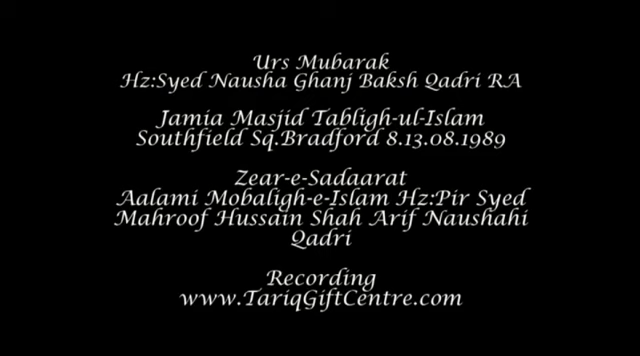 Urs Mubarak
Hz:Syed Nausha Ghanj Baksh Qadri RA
Jamia Masjid Tabligh-ul-Islam
Southfield Sq.Bradford 8.13.08.1989
Zear-e-Sadaarat
Aalami Mobaligh-e-Islam Hz:Pir Syed
Mahroof Hussain Shah Arif Naushahi
Qadri
Recording
www.TariqGiftCentre.com